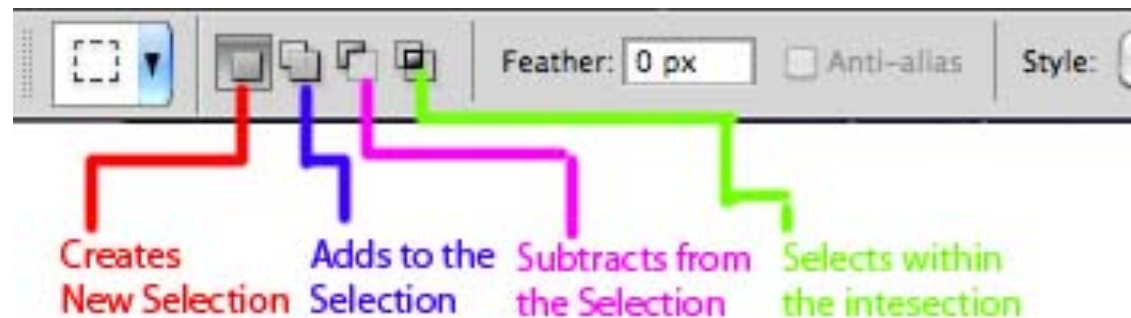 Feather: 0 px Anti-alias Style:
Creates
New Selection
Adds to the
Selection
Subtracts from
the Selection
Selects within
the intesection